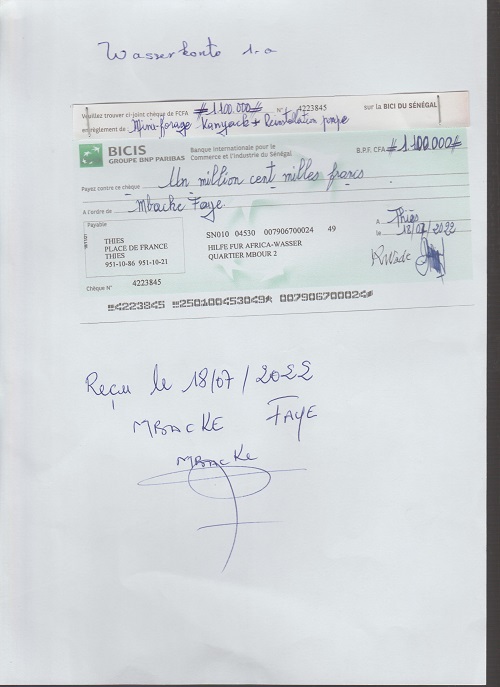 Wasserkonto 1.a
Veuillez trouver ci-joint chèque de FCFA #1100.000# N° 4223845 sur la BICI DU SÉNÉGAL
en règlement de Mini-forage Kanyack + Reinstallation pompe
BICIS
GROUPE BNP PARIBAS
Banque Internationale pour le
Commerce et l'Industrie du Sénégal
B.P.F. CFA #1.100.000#
Payez contre ce chèque Un million cent milles francs
A l'ordre de Mbacke Faye.
Payable
THIES
PLACE DE FRANCE
THIES
951-10-86 951-10-21
SN010 04530 007906700024 49
HILFE FUR AFRICA-WASSER
QUARTIER MBOUR 2
A Thiès
le 18/07/2022
Chèque N° 4223845
4223845 250100453049 007906700024
Reçu le 18/07/2022
MBACKE FAYE
MBACKE